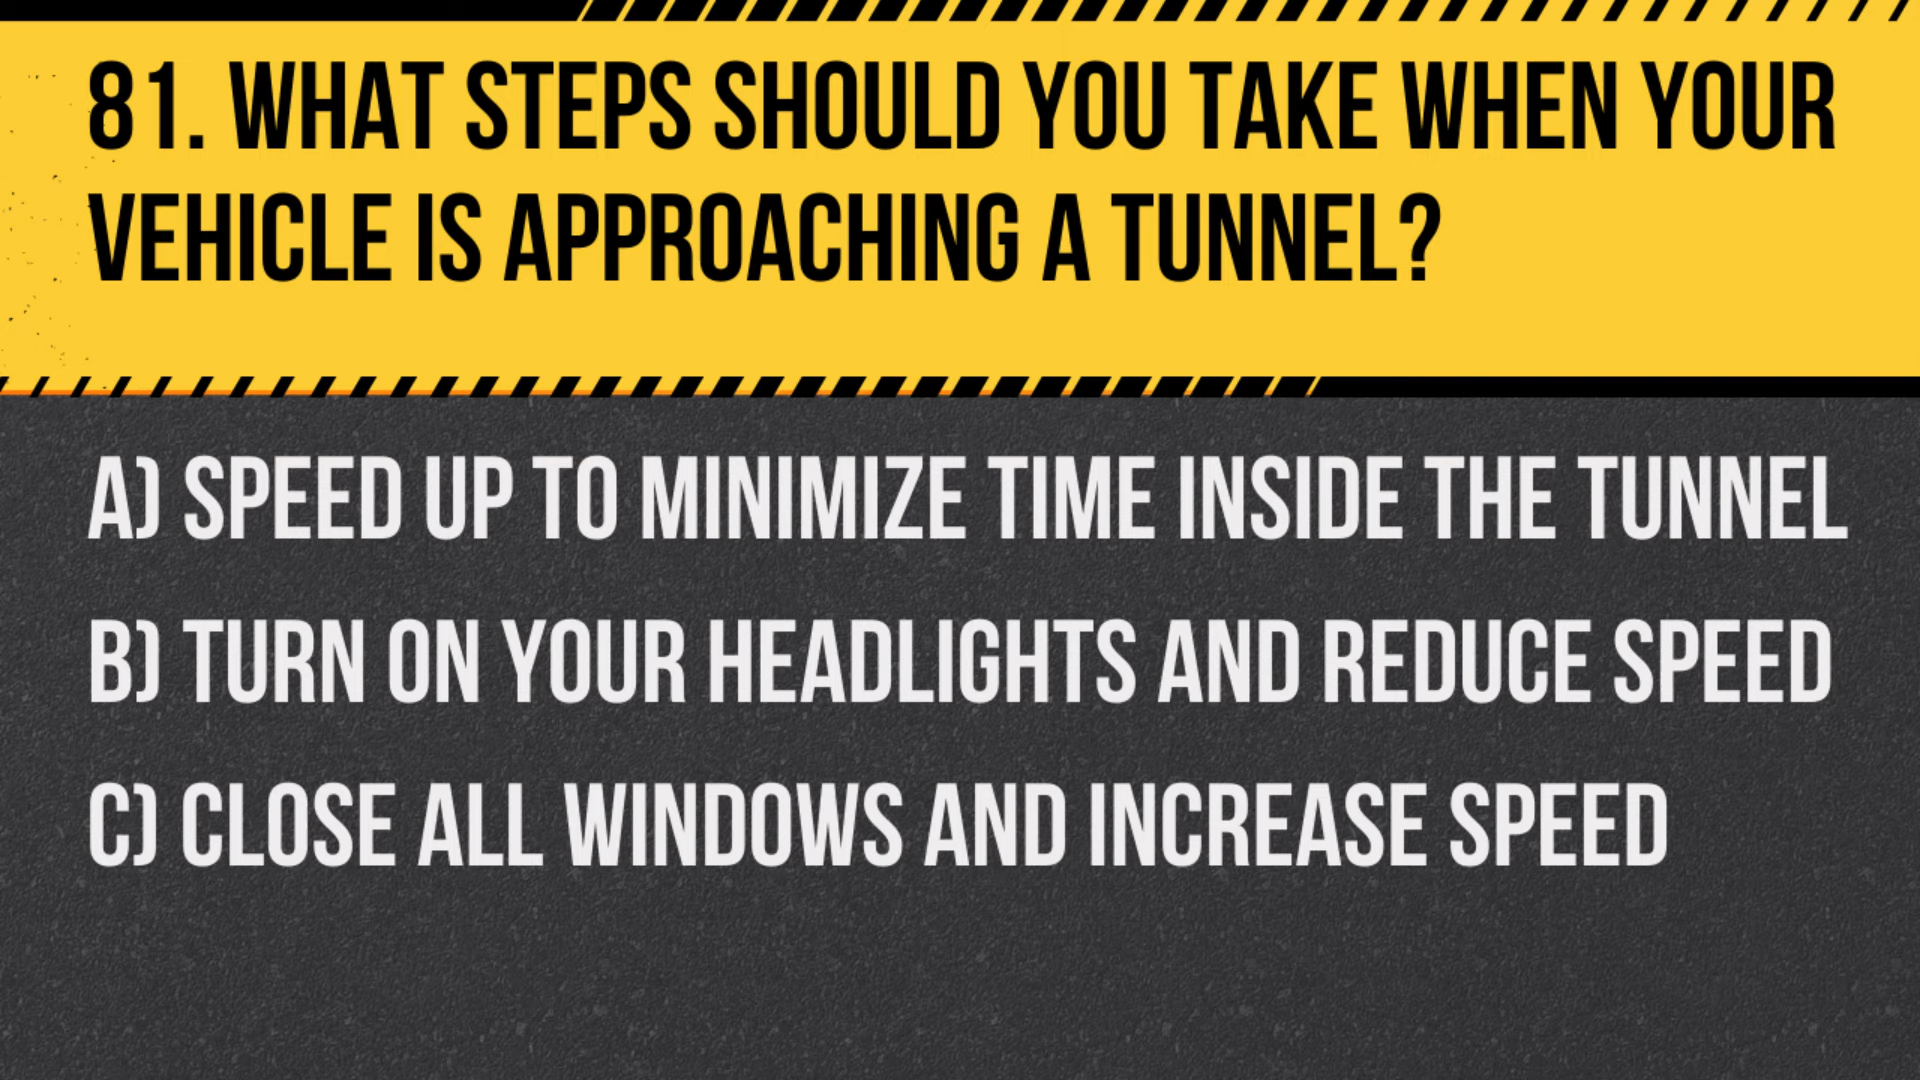 81. WHAT STEPS SHOULD YOU TAKE WHEN YOUR
VEHICLE IS APPROACHING A TUNNEL?
A) SPEED UP TO MINIMIZE TIME INSIDE THE TUNNEL
B) TURN ON YOUR HEADLIGHTS AND REDUCE SPEED
C) CLOSE ALL WINDOWS AND INCREASE SPEED